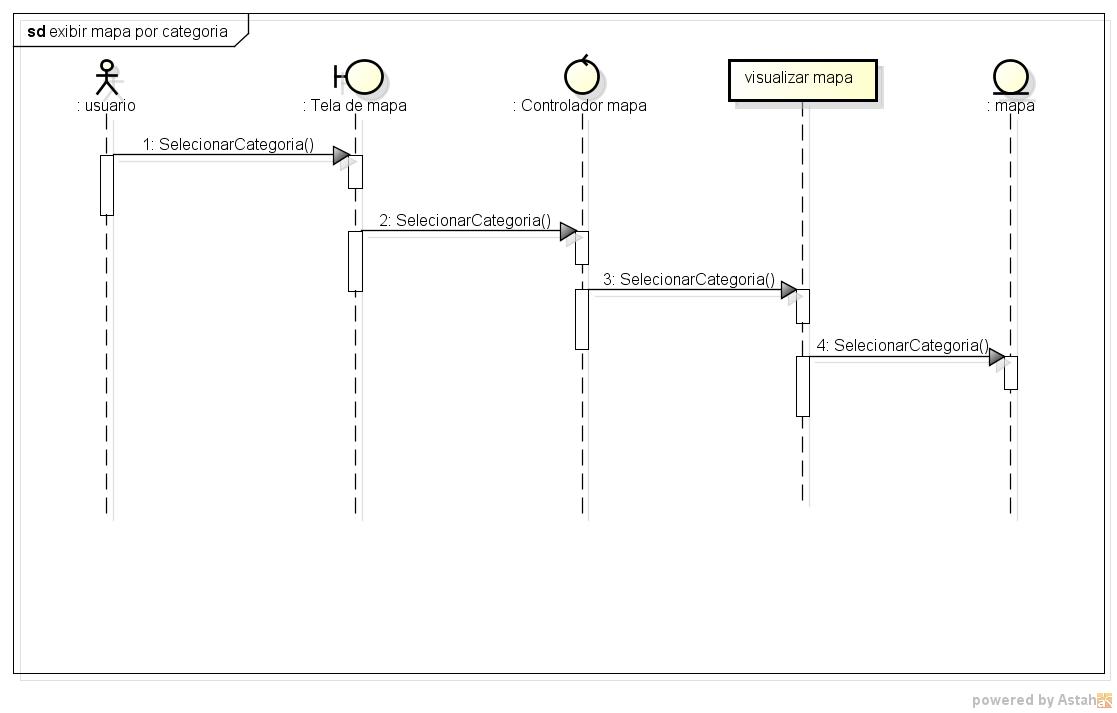 sd exibir mapa por categoria
: usuario
: Tela de mapa
: Controlador mapa
visualizar mapa
: mapa
1: SelecionarCategoria()
2: SelecionarCategoria()
3: SelecionarCategoria()
4: SelecionarCategoria()
powered by Astah